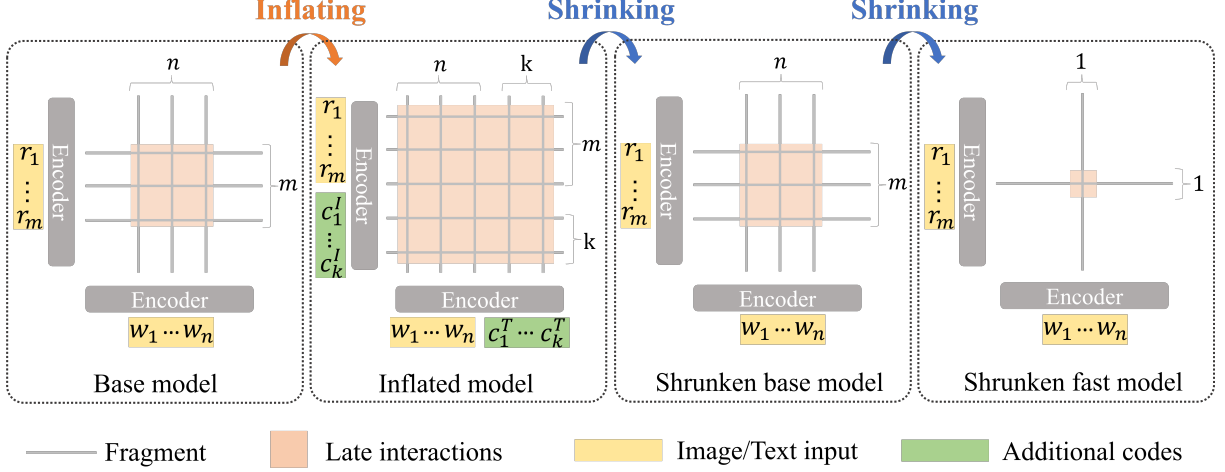 Inflating
Shrinking
Shrinking
n
m
r₁
⋮
rₘ
Encoder
Encoder
w₁ ⋯ wₙ
Base model
n
k
m
k
r₁
⋮
rₘ
c₁ᴵ
⋮
cₖᴵ
Encoder
Encoder
w₁ ⋯ wₙ
c₁ᵀ ⋯ cₖᵀ
Inflated model
n
m
r₁
⋮
rₘ
Encoder
Encoder
w₁ ⋯ wₙ
Shrunken base model
1
1
r₁
⋮
rₘ
Encoder
Encoder
w₁ ⋯ wₙ
Shrunken fast model
Fragment
Late interactions
Image/Text input
Additional codes